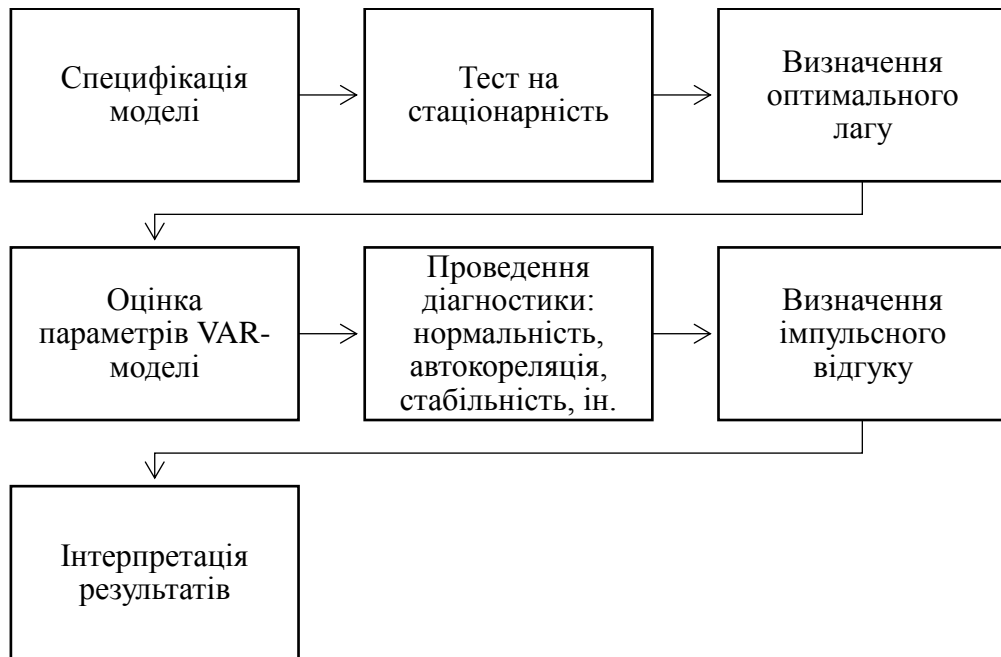 Специфікація
моделі
Тест на
стаціонарність
Визначення
оптимального
лагу
Оцінка
параметрів VAR-
моделі
Проведення
діагностики:
нормальність,
автокореляція,
стабільність, ін.
Визначення
імпульсного
відгуку
Інтерпретація
результатів